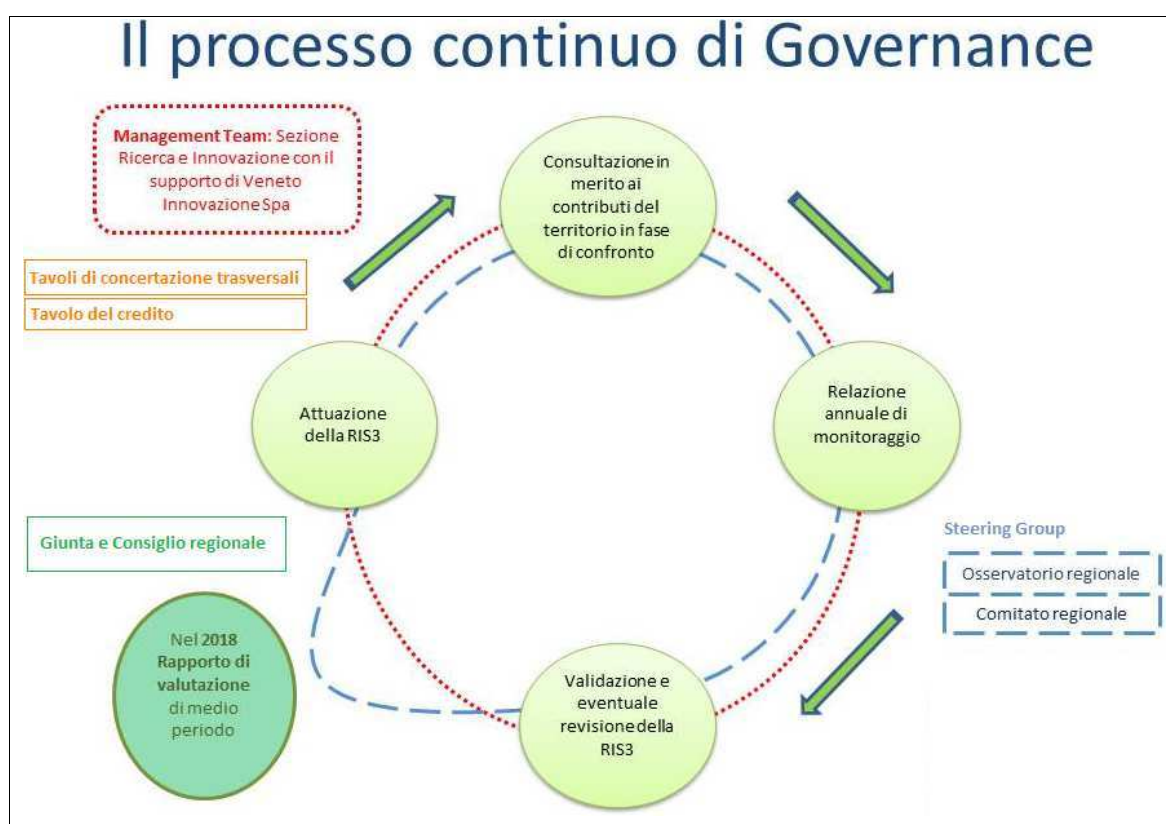 Il processo continuo di Governance
Management Team: Sezione
Ricerca e Innovazione con il
supporto di Veneto
Innovazione Spa
Consultazione in
merito ai
contributi del
territorio in fase
di confronto
Tavoli di concertazione trasversali
Tavolo del credito
Attuazione
della RIS3
Relazione
annuale di
monitoraggio
Giunta e Consiglio regionale
Steering Group
Osservatorio regionale
Comitato regionale
Nel 2018
Rapporto di
valutazione
di medio
periodo
Validazione e
eventuale
revisione della
RIS3